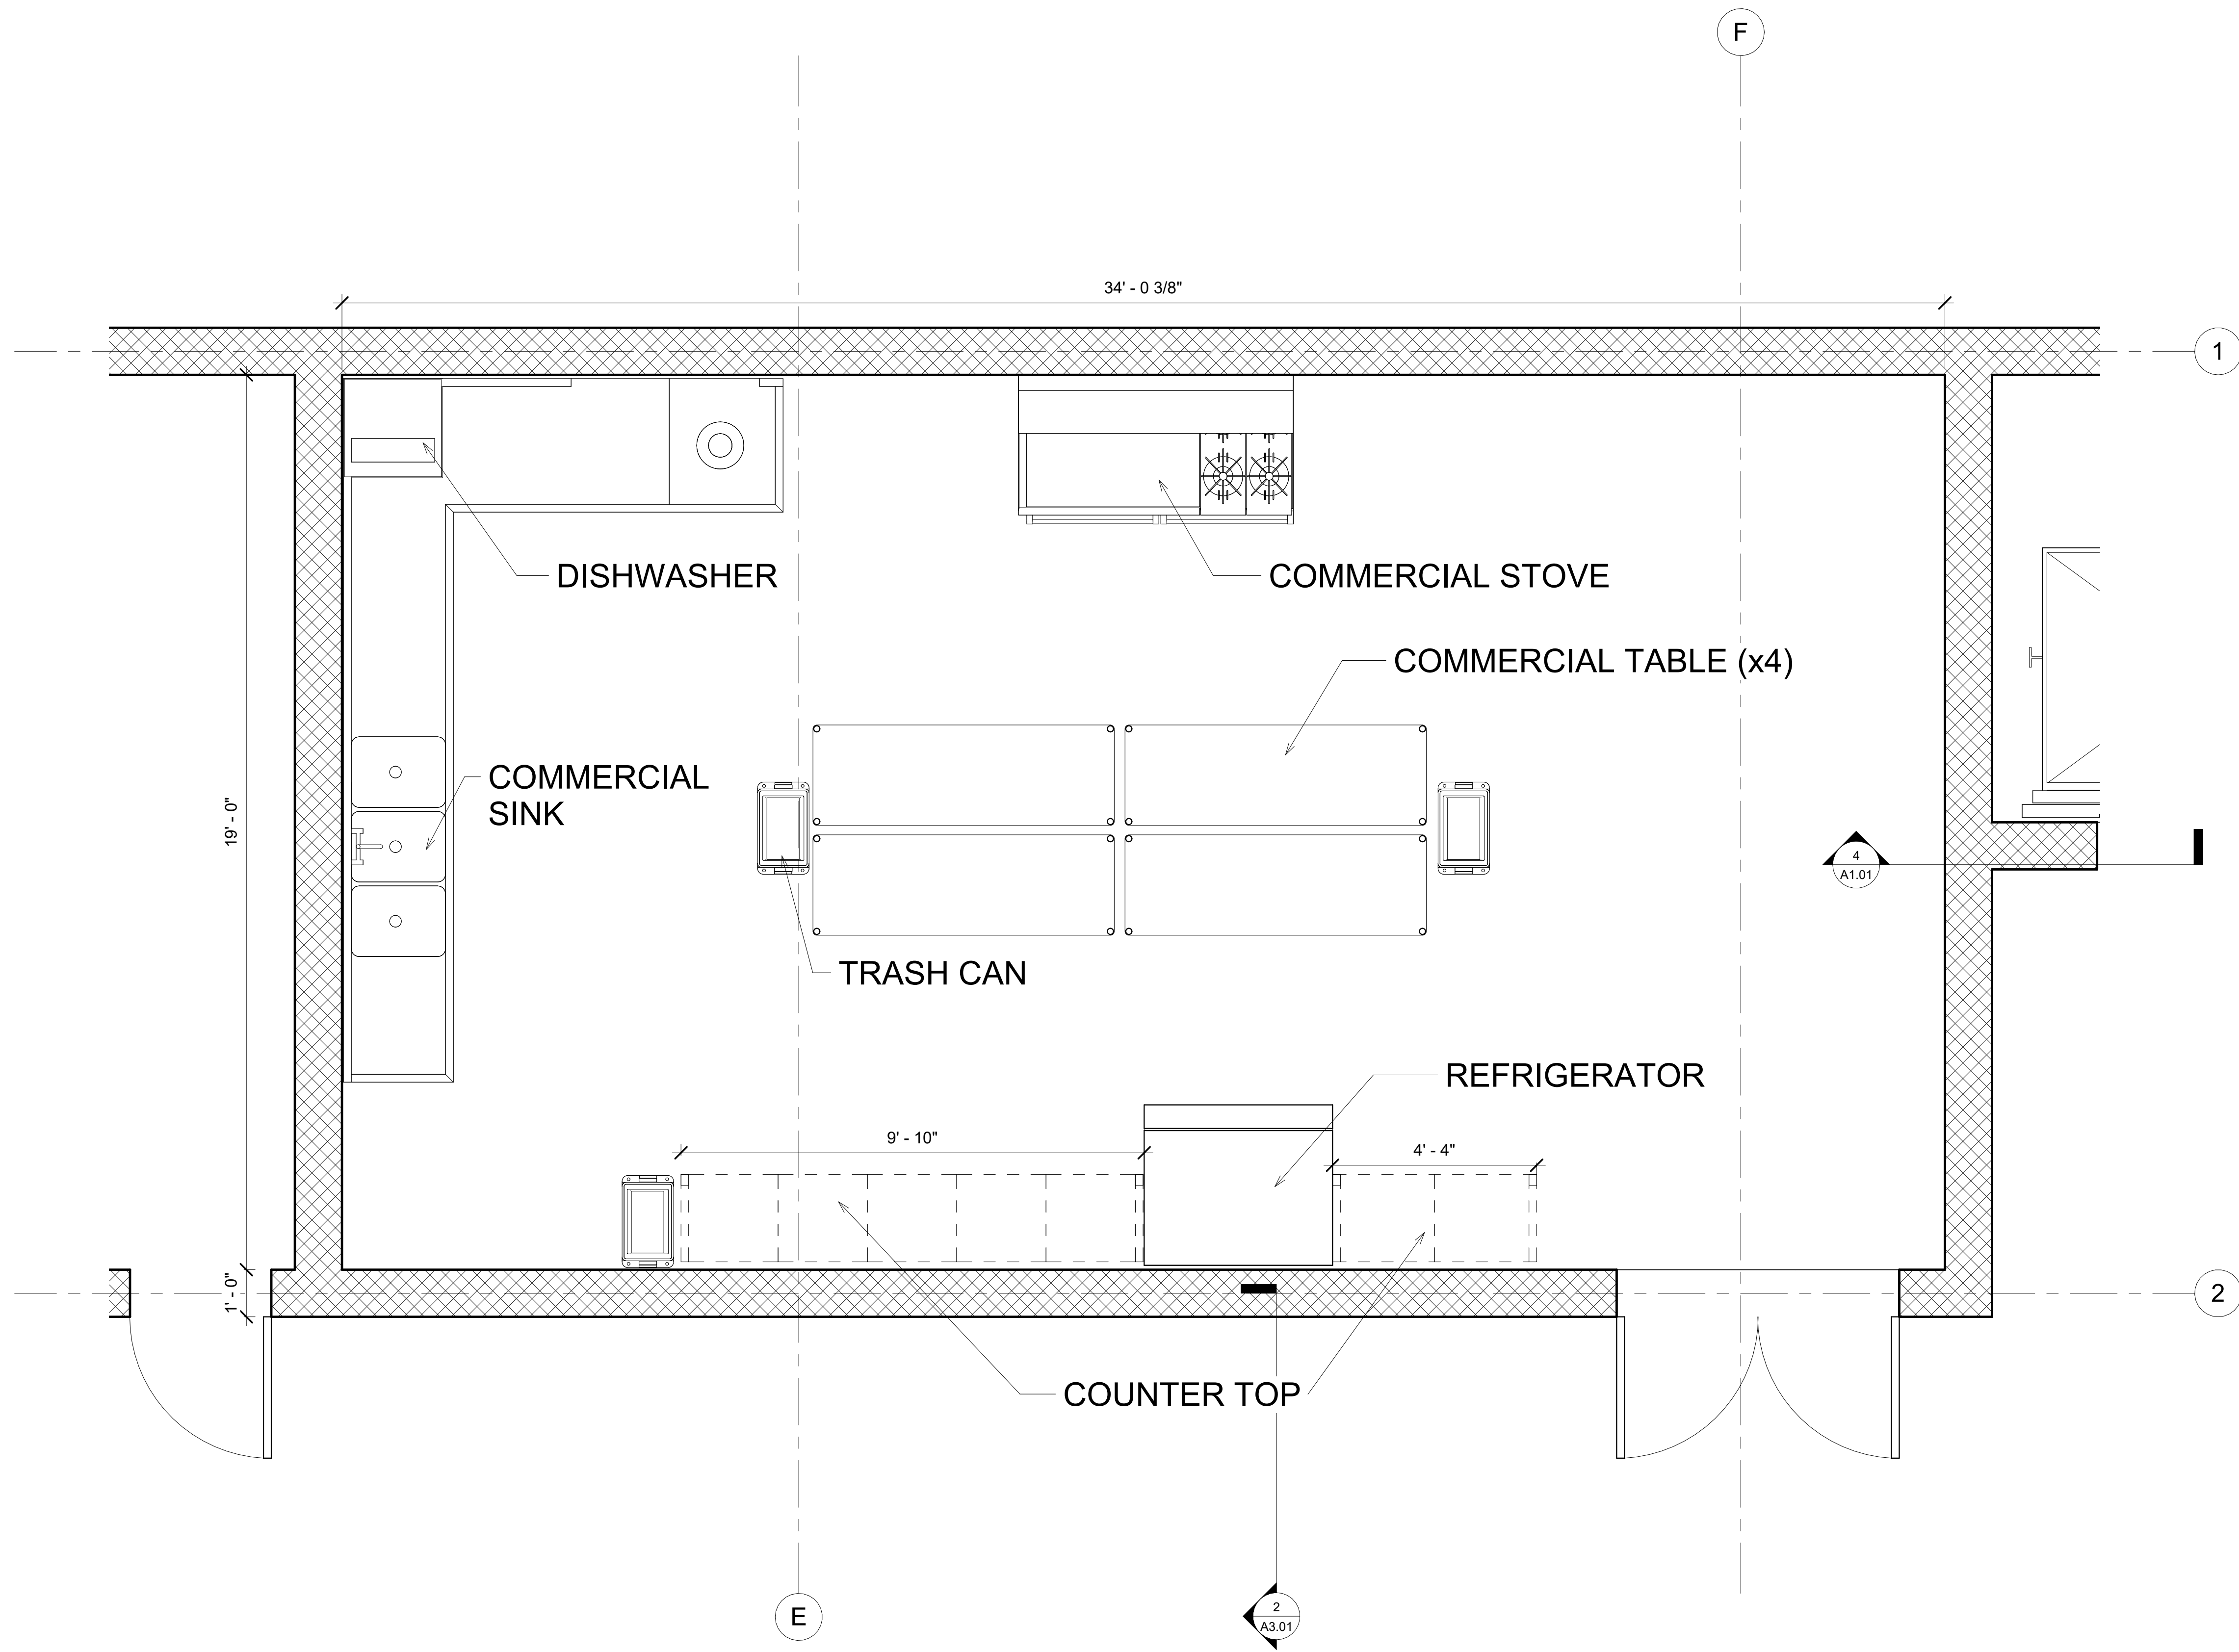 F
34' - 0 3/8"
1
DISHWASHER
COMMERCIAL STOVE
COMMERCIAL TABLE (x4)
COMMERCIAL
SINK
19' - 0"
4
A1.01
TRASH CAN
REFRIGERATOR
9' - 10"
4' - 4"
1' - 0"
2
COUNTER TOP
E
2
A3.01